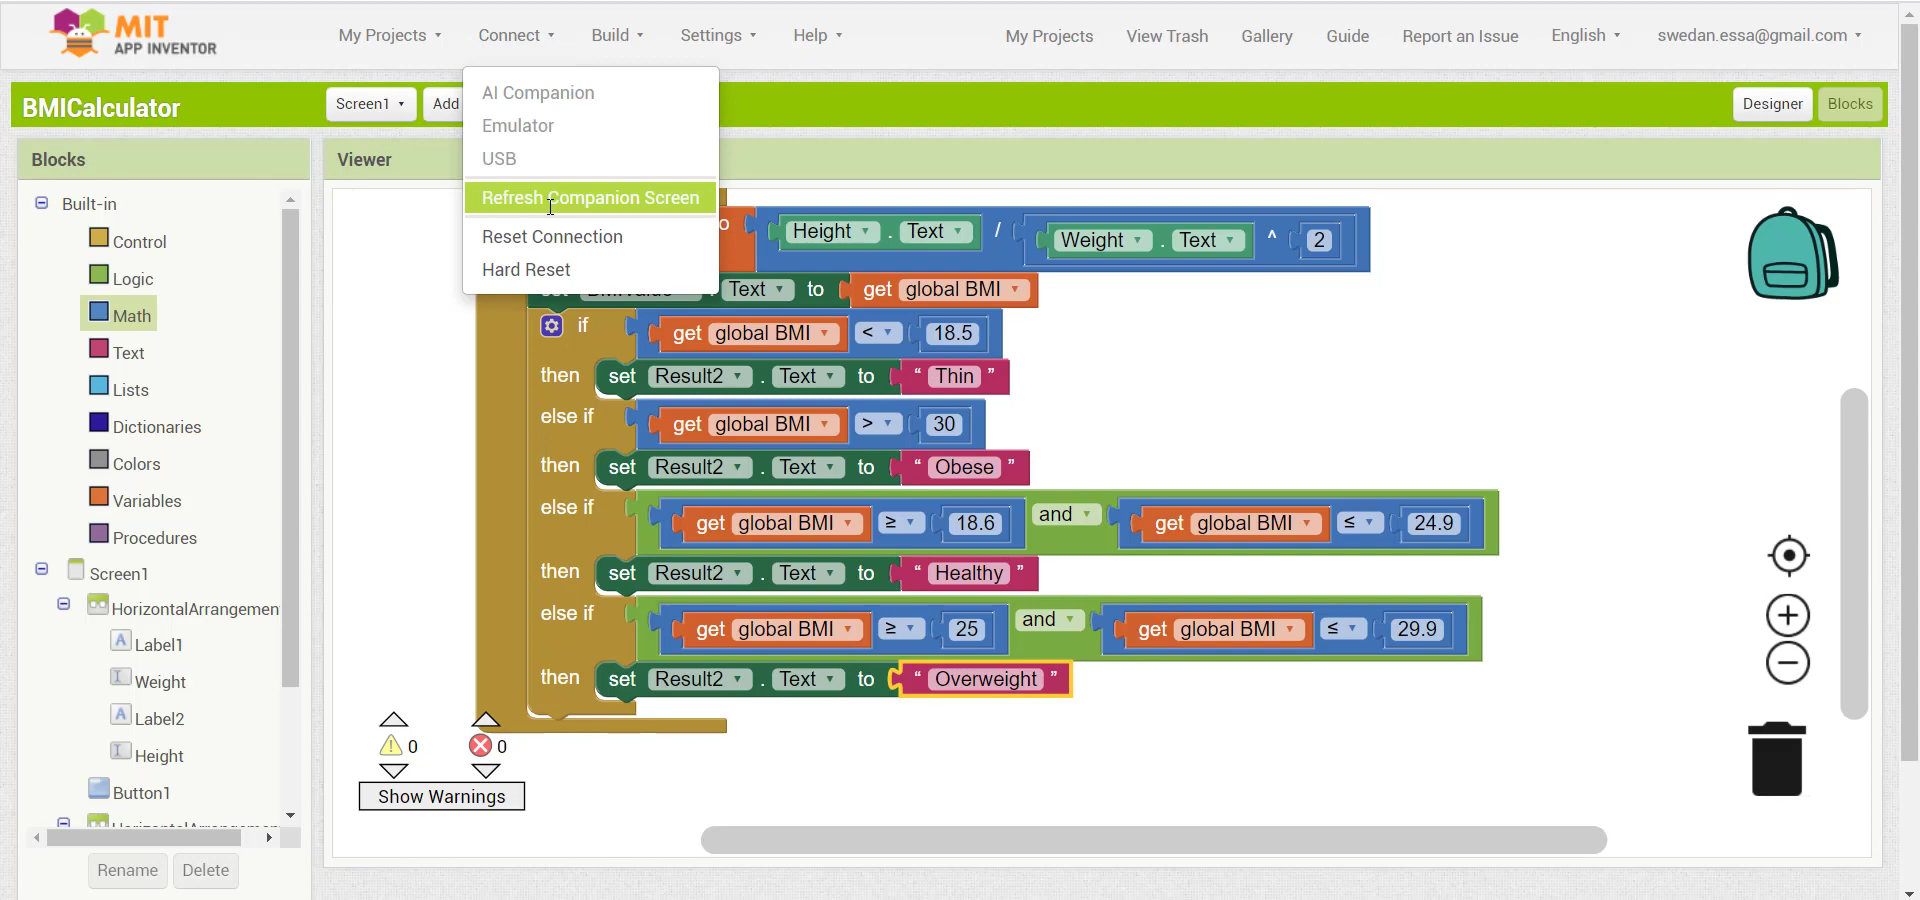 MIT
APP INVENTOR
My Projects Connect Build Settings Help My Projects View Trash Gallery Guide Report an Issue English swedan.essa@gmail.com
BMICalculator Screen1 Add Designer Blocks
AI Companion
Emulator
USB
Refresh Companion Screen
Reset Connection
Hard Reset
Blocks
Built-in
Control
Logic
Math
Text
Lists
Dictionaries
Colors
Variables
Procedures
Screen1
HorizontalArrangemen
Label1
Weight
Label2
Height
Button1
Rename Delete
Viewer
o Height . Text / Weight . Text ^ 2
Text to get global BMI
if get global BMI < 18.5
then set Result2 . Text to “ Thin ”
else if get global BMI > 30
then set Result2 . Text to “ Obese ”
else if get global BMI ≥ 18.6 and get global BMI ≤ 24.9
then set Result2 . Text to “ Healthy ”
else if get global BMI ≥ 25 and get global BMI ≤ 29.9
then set Result2 . Text to “ Overweight ”
0 0
Show Warnings